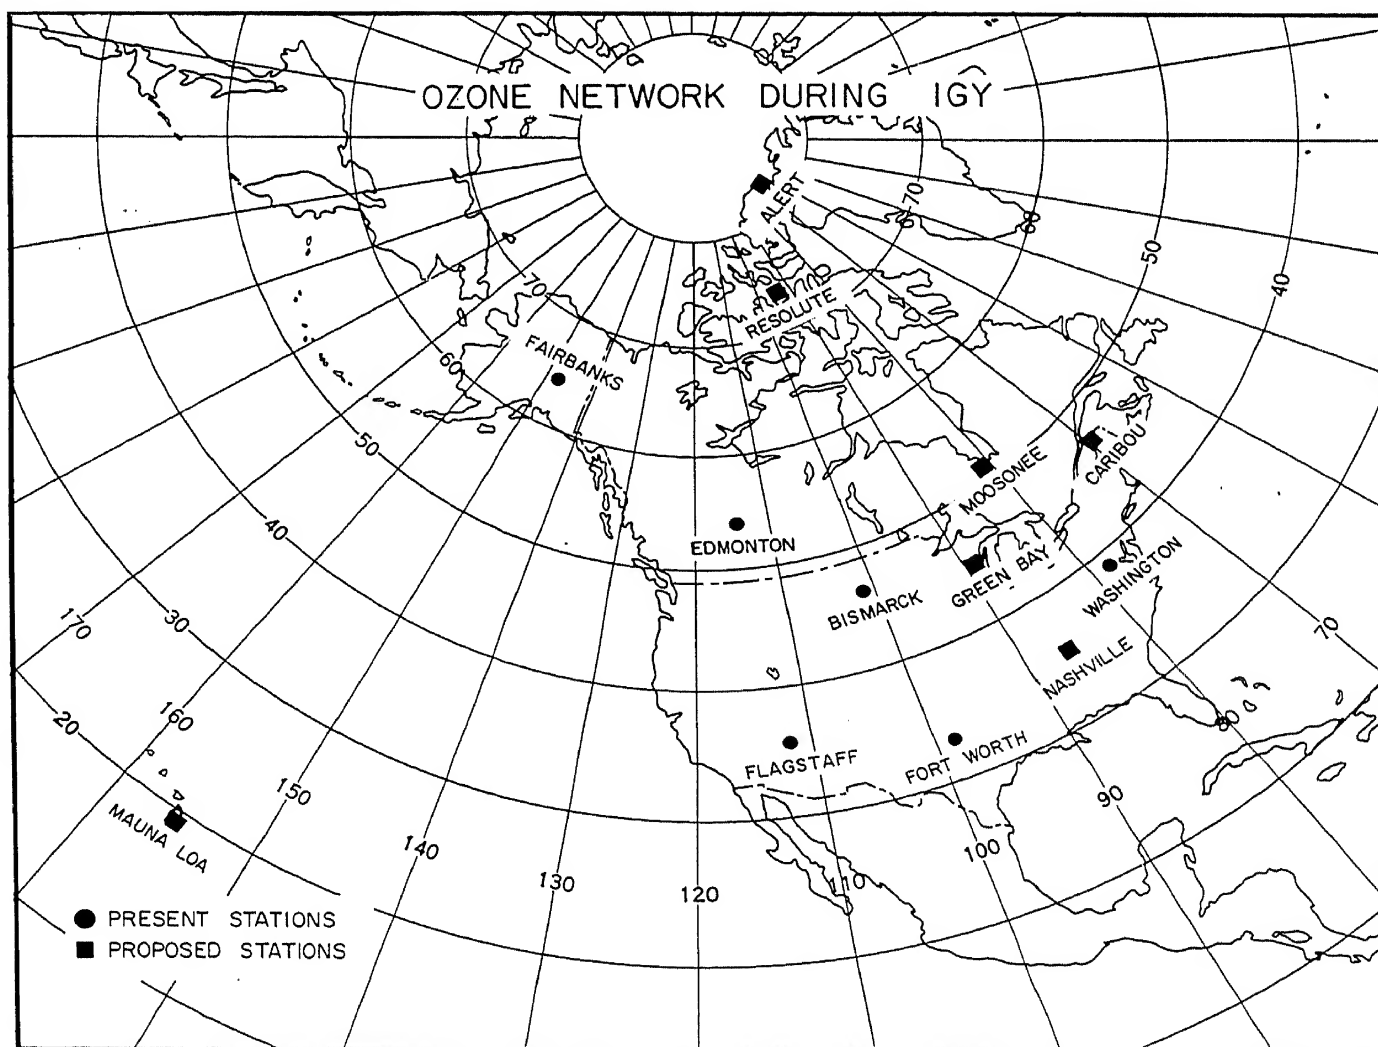 OZONE NETWORK DURING IGY
ALERT
70
60
50
40
RESOLUTE
70
FAIRBANKS
60
50
40
30
20
CARIBOU
MOOSONEE
EDMONTON
GREEN BAY
WASHINGTON
BISMARCK
NASHVILLE
FLAGSTAFF
FORT WORTH
MAUNA LOA
170
160
150
140
130
120
110
100
90
80
70
PRESENT STATIONS
PROPOSED STATIONS